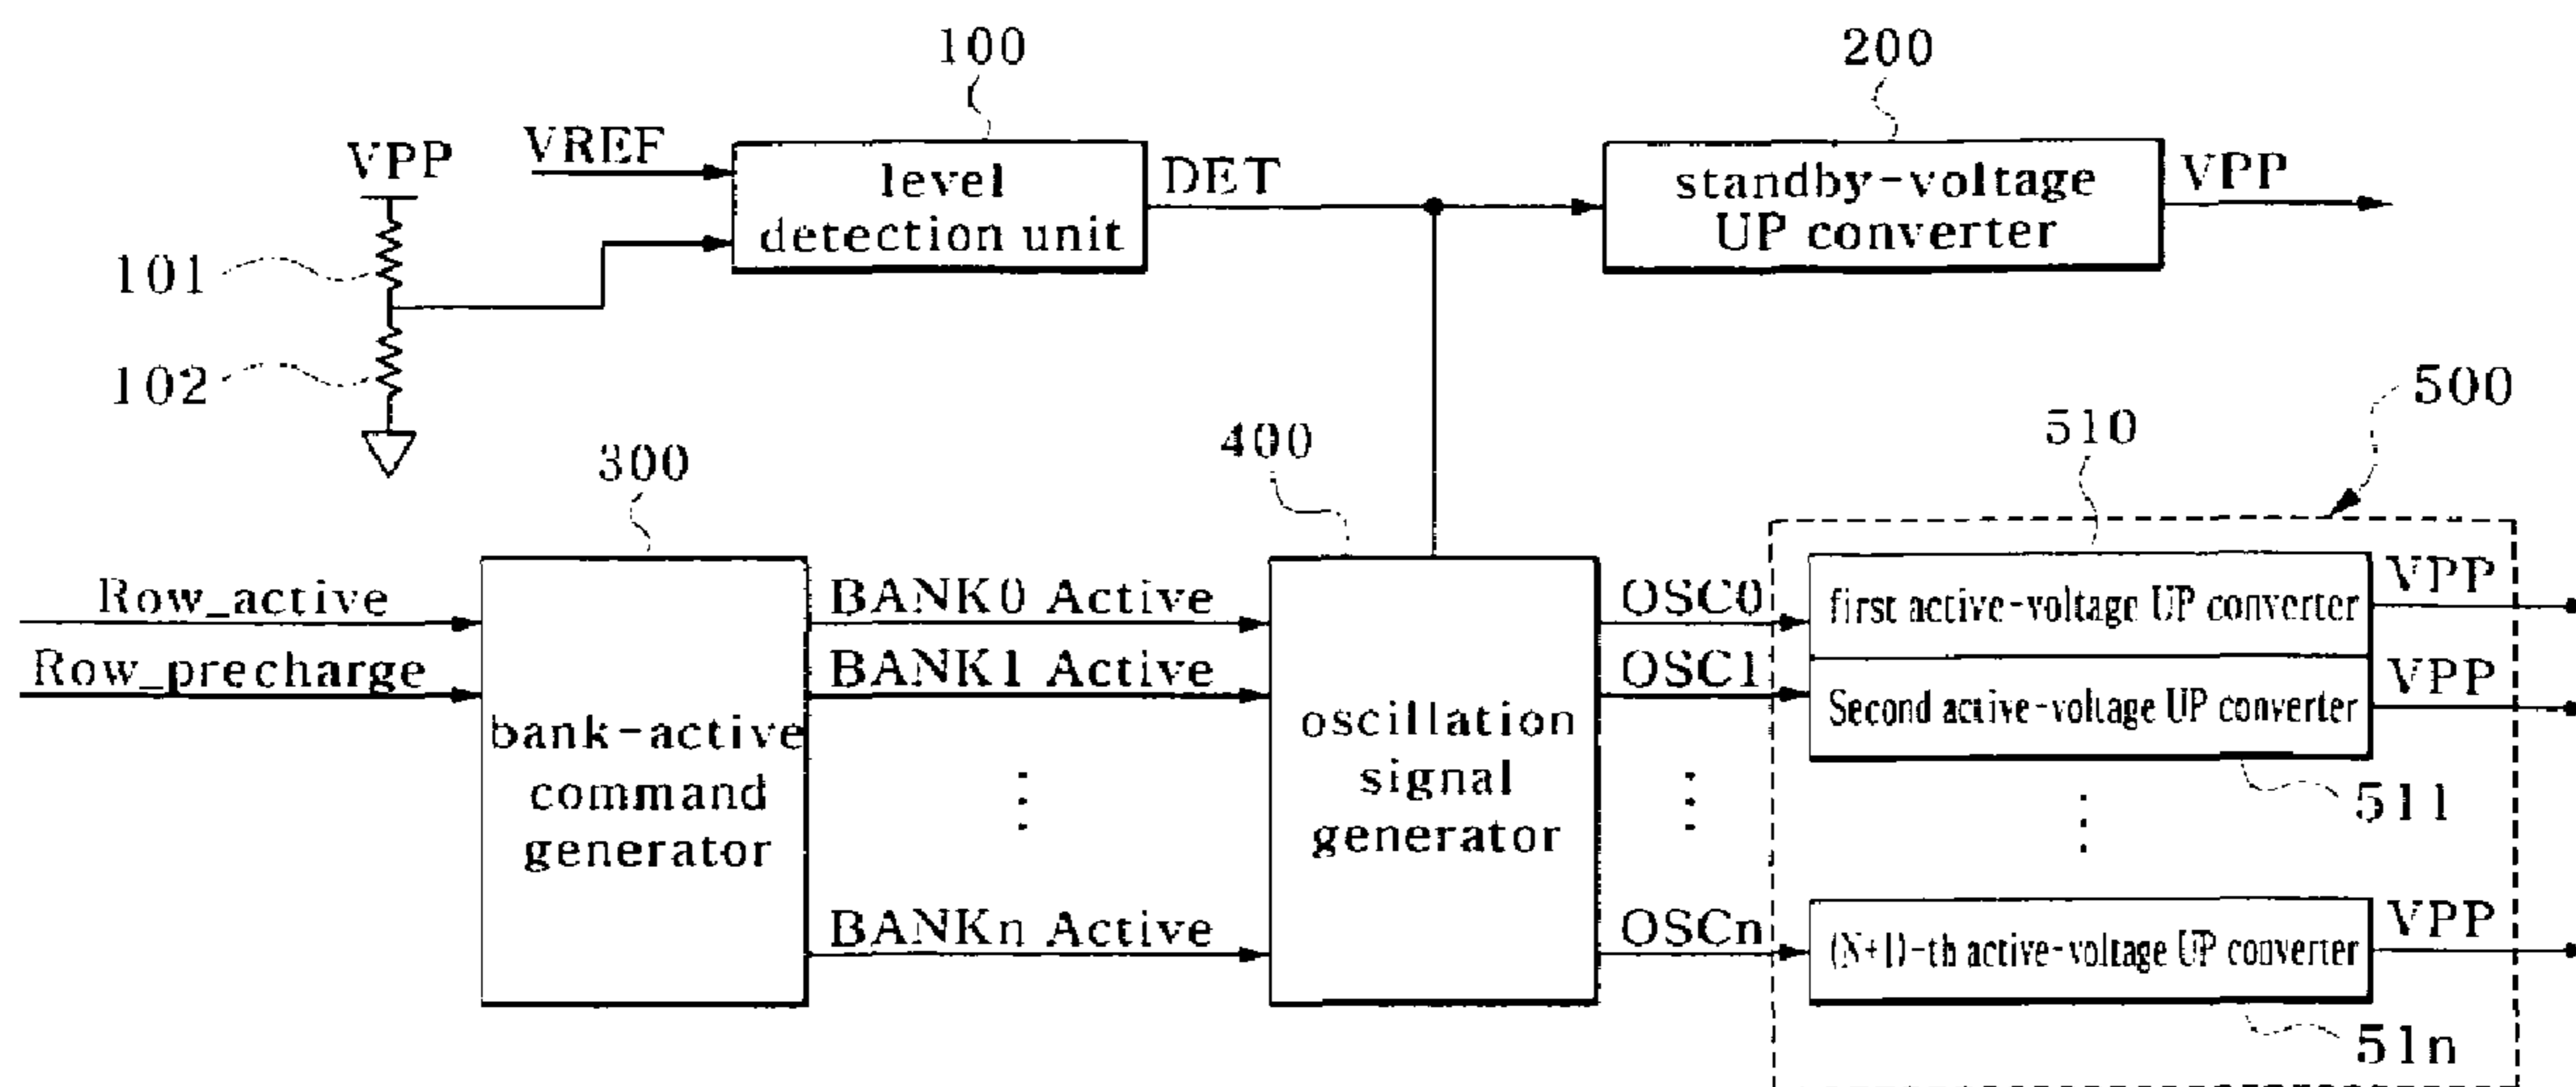 100
200
VPP
VREF
level
detection unit
DET
standby-voltage
UP converter
VPP
101
102
500
300
400
510
Row_active
Row_precharge
bank-active
command
generator
BANK0 Active
BANK1 Active
BANKn Active
oscillation
signal
generator
OSC0
OSC1
OSCn
first active-voltage UP converter
VPP
Second active-voltage UP converter
VPP
511
(N+1)-th active-voltage UP converter
VPP
51n